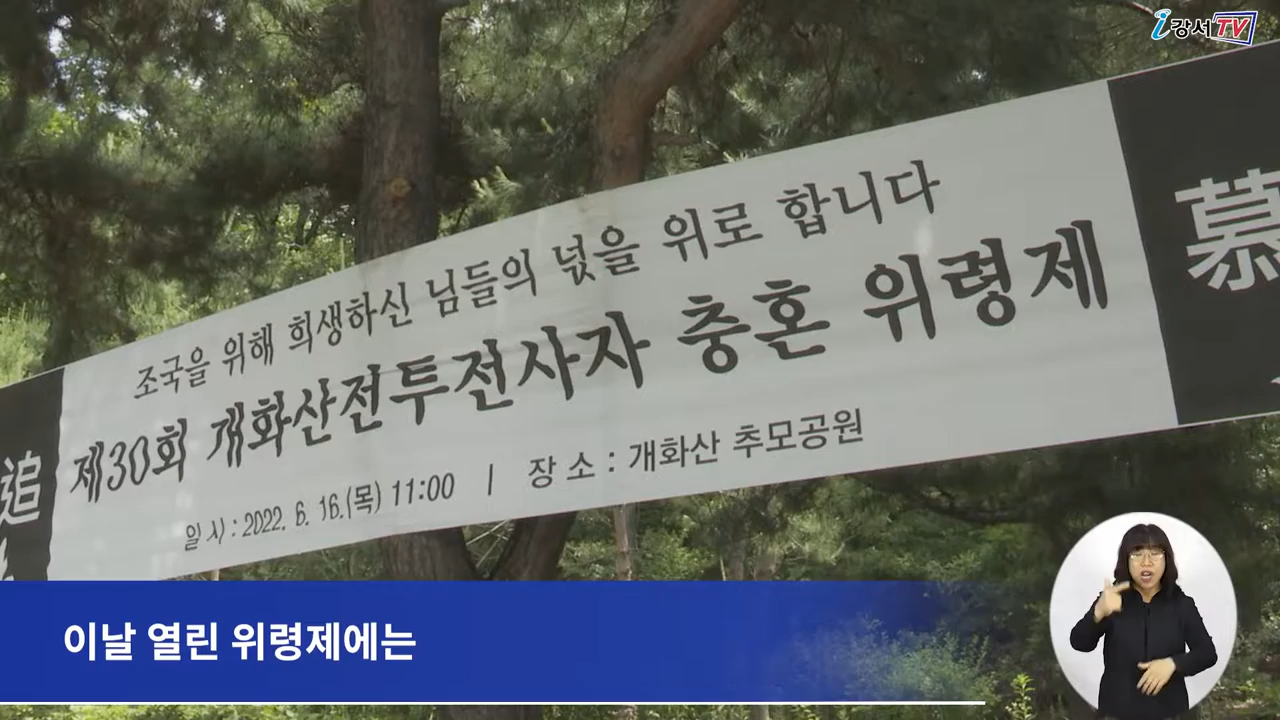 i강서TV
조국을 위해 희생하신 님들의 넋을 위로 합니다
제30회 개화산전투전사자 충혼 위령제
일 시 : 2022. 6. 16.(목) 11:00 | 장 소 : 개화산 추모공원
追
慕
이날 열린 위령제에는